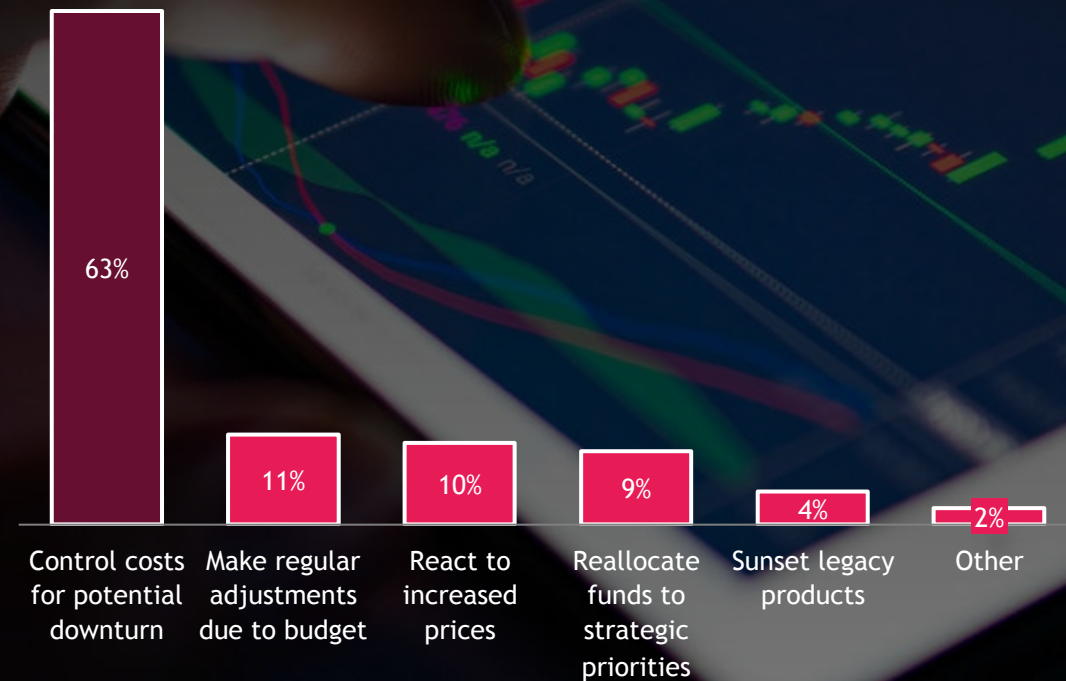 n/a n/a
63%
11%
10%
9%
4%
2%
Control costs
for potential
downturn
Make regular
adjustments
due to budget
React to
increased
prices
Reallocate
funds to
strategic
priorities
Sunset legacy
products
Other